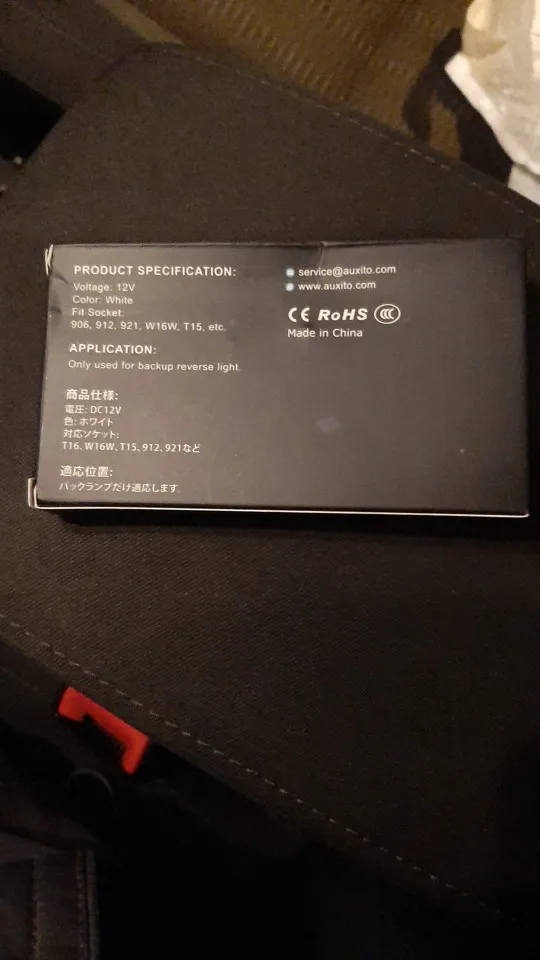 PRODUCT SPECIFICATION:
Voltage: 12V
Color: White
Fit Socket:
906, 912, 921, W16W, T15, etc.
APPLICATION:
Only used for backup reverse light.
商品仕様:
電圧: DC12V
色: ホワイト
対応ソケット:
T16、W16W、T15、912、921など
適応位置:
バックランプだけ適応します。
service@auxito.com
www.auxito.com
CE RoHS CCC
Made in China